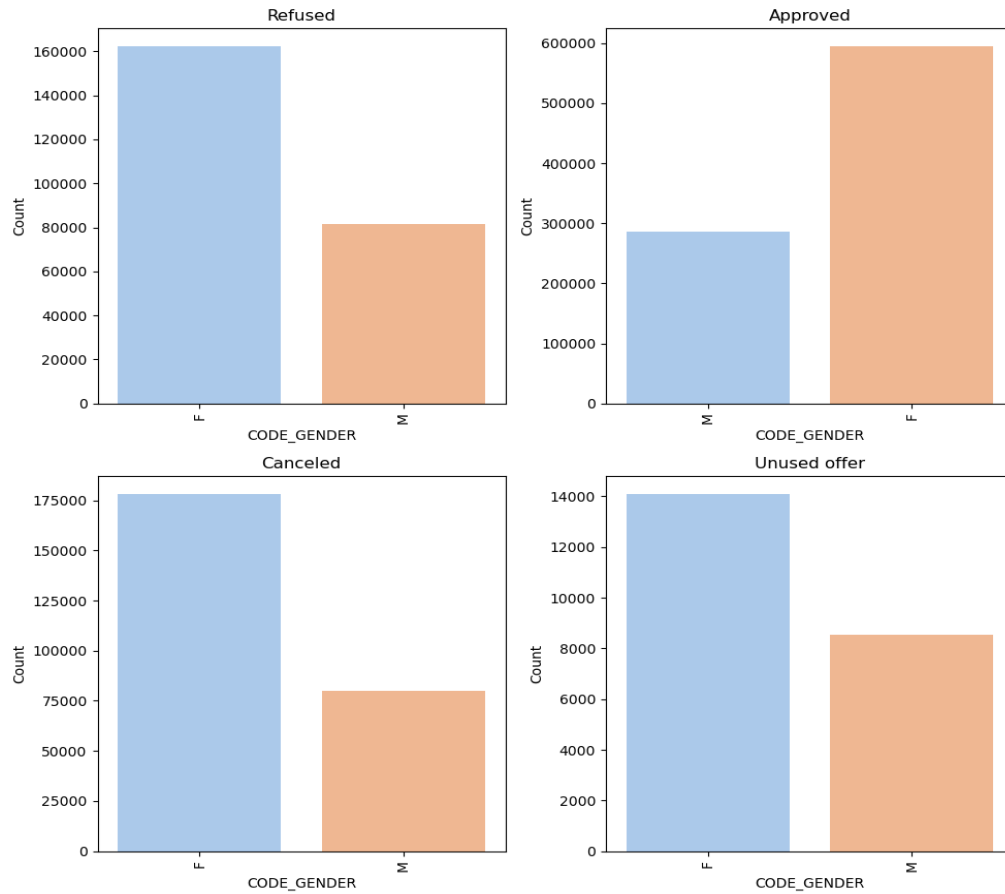 Refused
160000
140000
120000
100000
80000
60000
40000
20000
0
Count
F
M
CODE_GENDER
Approved
600000
500000
400000
300000
200000
100000
0
Count
M
F
CODE_GENDER
Canceled
175000
150000
125000
100000
75000
50000
25000
0
Count
F
M
CODE_GENDER
Unused offer
14000
12000
10000
8000
6000
4000
2000
0
Count
F
M
CODE_GENDER